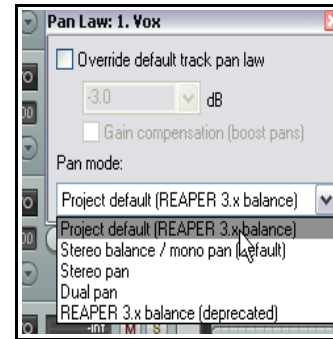 Pan Law: 1. Vox
Override default track pan law
-3.0 dB
Gain compensation (boost pans)
Pan mode:
Project default (REAPER 3.x balance)
Project default (REAPER 3.x balance)
Stereo balance / mono pan (default)
Stereo pan
Dual pan
REAPER 3.x balance (deprecated)
M S